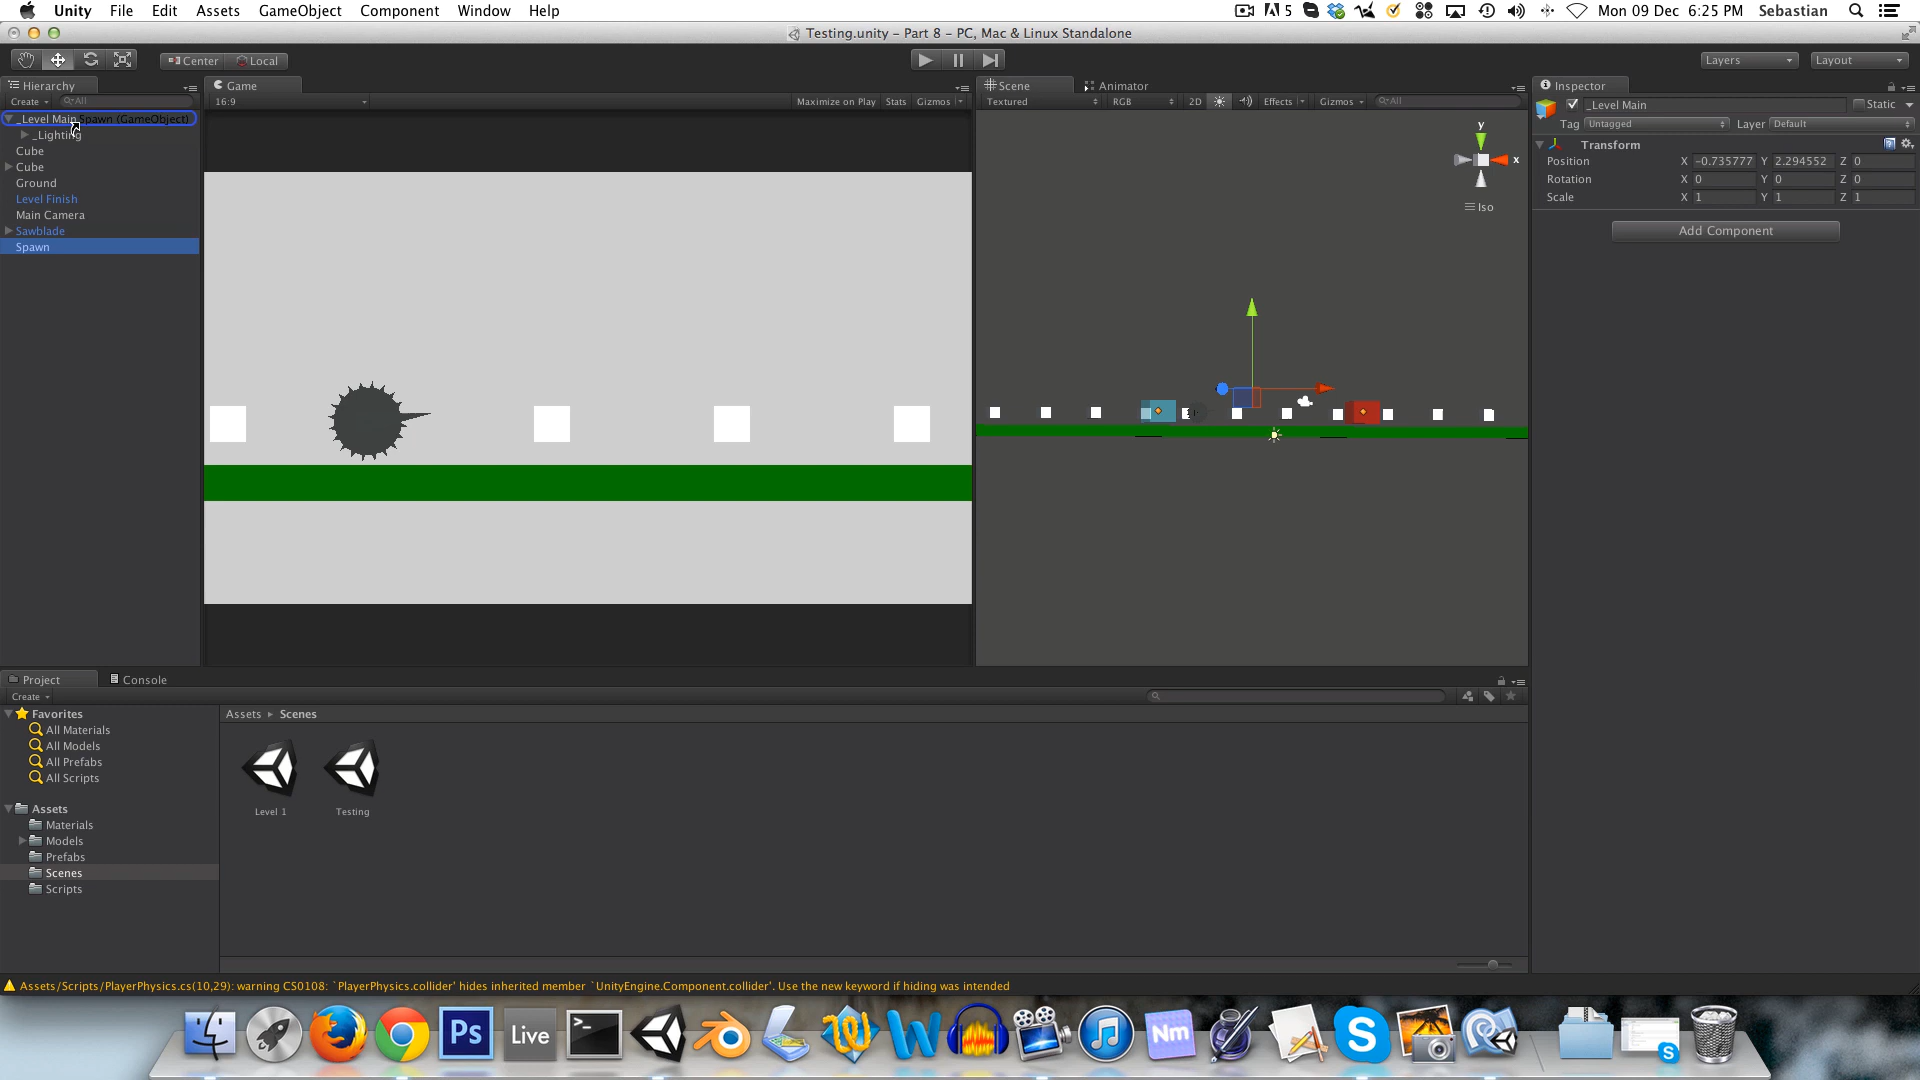 Unity File Edit Assets GameObject Component Window Help
5 Mon 09 Dec 6:25 PM Sebastian
Testing.unity – Part 8 – PC, Mac & Linux Standalone
Center Local Layers Layout
Hierarchy
Create All
_Level Main Spawn (GameObject)
_Lighting
Cube
Cube
Ground
Level Finish
Main Camera
Sawblade
Spawn
Game
16:9 Maximize on Play Stats Gizmos
Scene Animator
Textured RGB 2D Effects Gizmos All
y
x
Iso
Inspector
_Level Main Static
Tag Untagged Layer Default
Transform
Position X -0.735777 Y 2.294552 Z 0
Rotation X 0 Y 0 Z 0
Scale X 1 Y 1 Z 1
Add Component
Project Console
Create
Favorites
All Materials
All Models
All Prefabs
All Scripts
Assets
Materials
Models
Prefabs
Scenes
Scripts
Assets Scenes
Level 1 Testing
Assets/Scripts/PlayerPhysics.cs(10,29): warning CS0108: `PlayerPhysics.collider' hides inherited member `UnityEngine.Component.collider'. Use the new keyword if hiding was intended
Ps Live >_ W Nm S